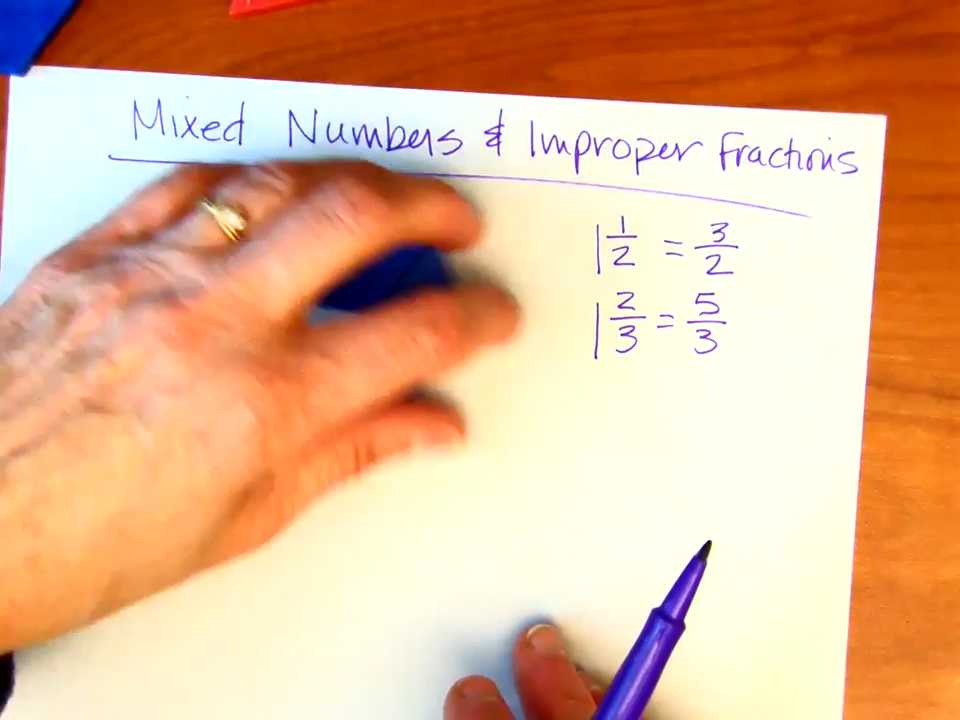 Mixed Numbers & Improper Fractions
1 1/2 = 3/2
1 2/3 = 5/3